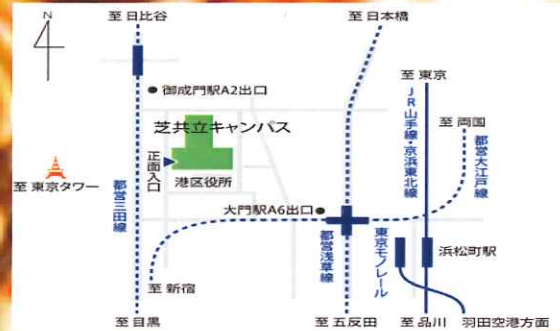 N
至 日比谷
至 日本橋
御成門駅A2出口
至 東京
芝共立キャンパス
JR山手線・京浜東北線
至 両国
都営大江戸線
正面入口
至 東京タワー
港区役所
都営三田線
大門駅A6出口
都営浅草線
東京モノレール
浜松町駅
至 新宿
至 目黒
至 五反田
至 品川
羽田空港方面